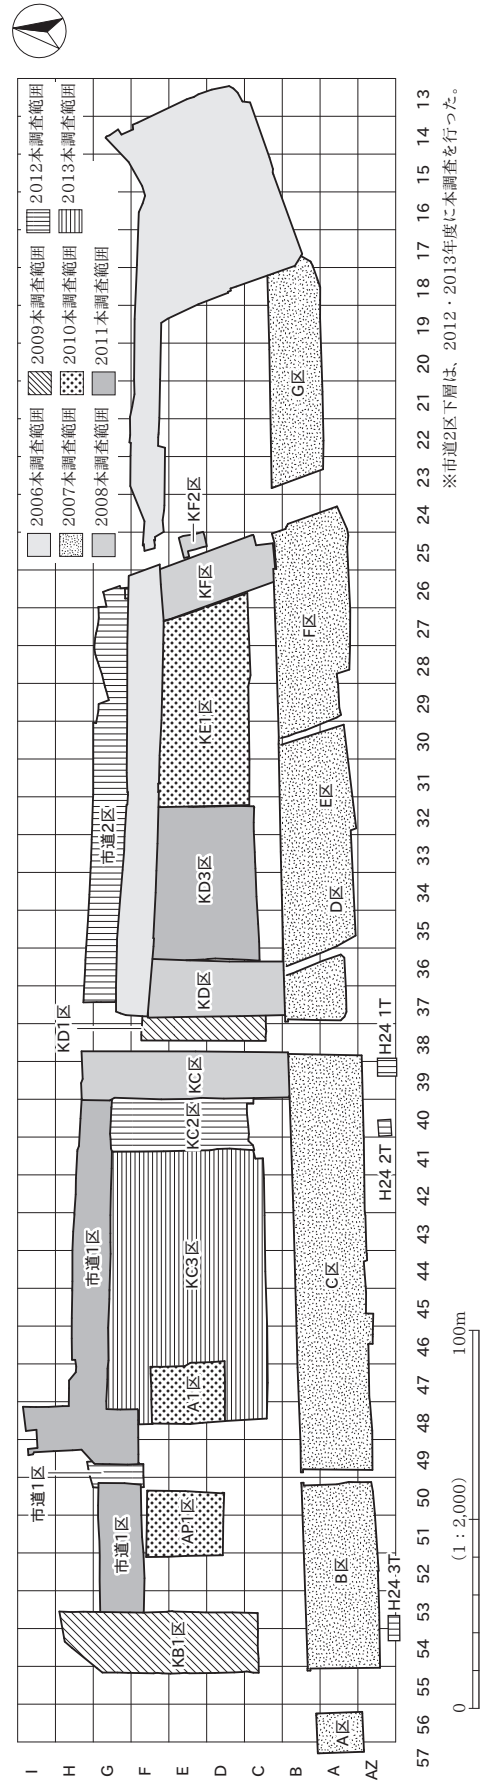 2006本調査範囲
2007本調査範囲
2008本調査範囲
2009本調査範囲
2010本調査範囲
2011本調査範囲
2012本調査範囲
2013本調査範囲
I
H
G
F
E
D
C
B
A
AZ
57 56 55 54 53 52 51 50 49 48 47 46 45 44 43 42 41 40 39 38 37 36 35 34 33 32 31 30 29 28 27 26 25 24 23 22 21 20 19 18 17 16 15 14 13
市道1区
市道1区
市道1区
市道2区
KB1区
AP1区
A1区
KC3区
KC2区
KC区
KD1区
KD区
KD3区
KE1区
KF区
KF2区
A区
B区
C区
D区
E区
F区
G区
H24 3T
H24 2T
H24 1T
0
(1:2,000)
100m
※市道2区下層は、2012・2013年度に本調査を行った。